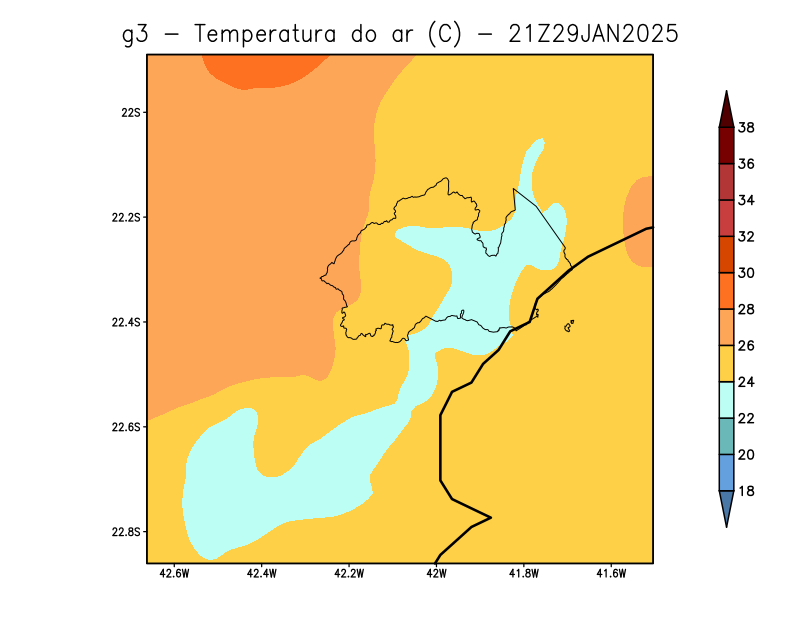 g3 - Temperatura do ar (C) - 21Z29JAN2025
22S
22.2S
22.4S
22.6S
22.8S
42.6W
42.4W
42.2W
42W
41.8W
41.6W
38
36
34
32
30
28
26
24
22
20
18